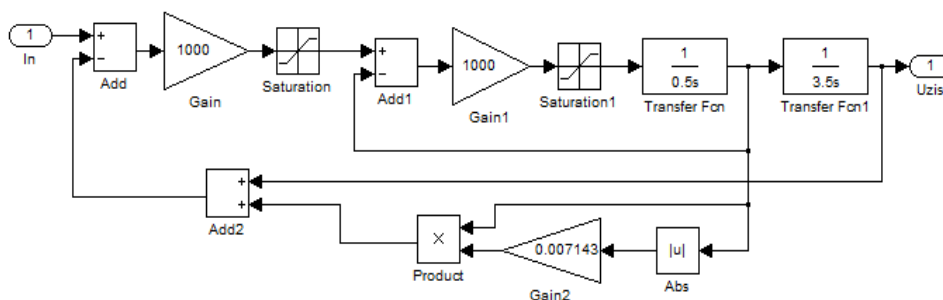 1
In
+
−
Add
1000
Gain
Saturation
+
−
Add1
1000
Gain1
Saturation1
1
0.5s
Transfer Fcn
1
3.5s
Transfer Fcn1
1
Uzis
+
+
Add2
×
Product
0.007143
Gain2
|u|
Abs